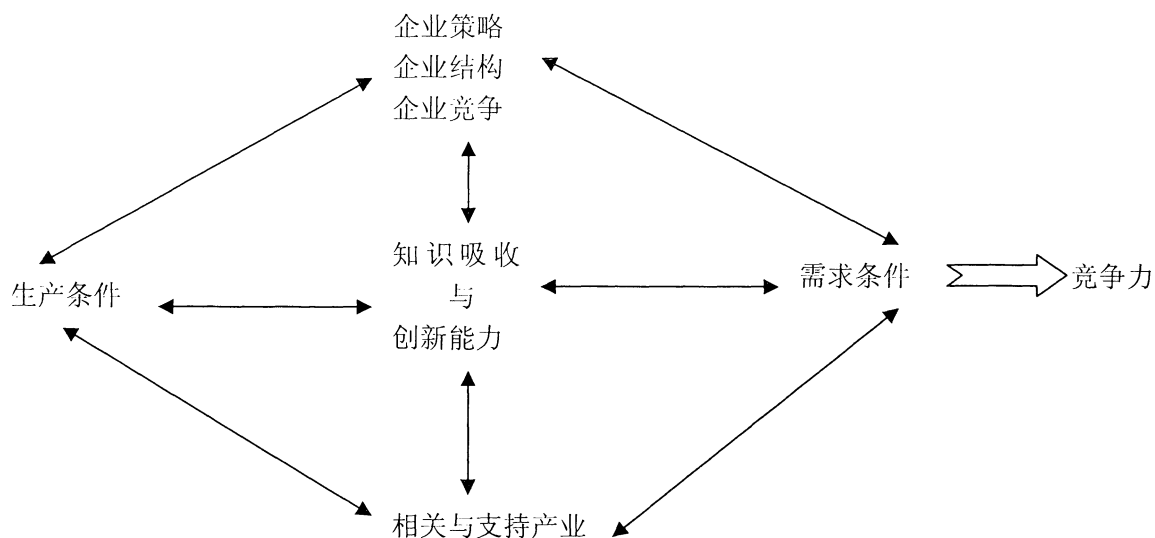 企业策略
企业结构
企业竞争
知识吸收
与
创新能力
生产条件
需求条件
竞争力
相关与支持产业